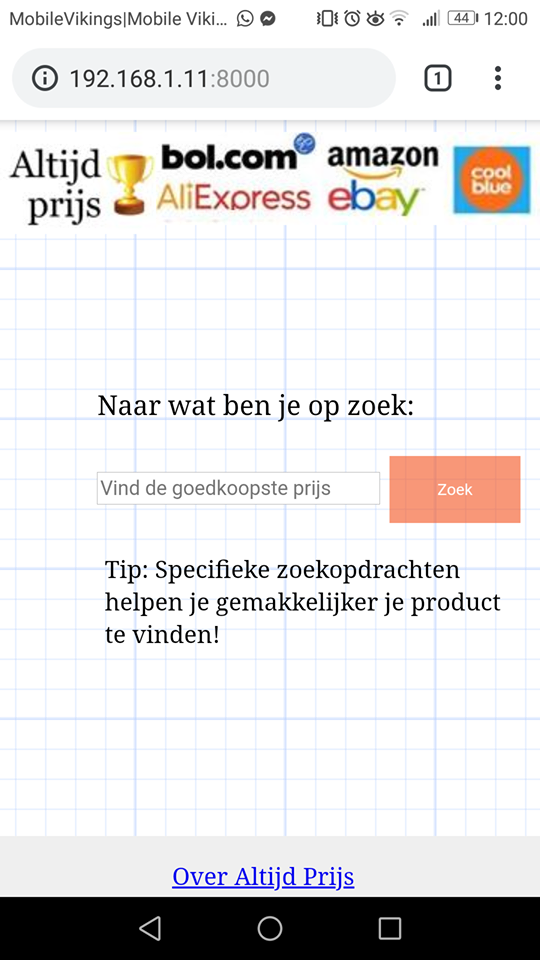 MobileVikings|Mobile Viki... 44 12:00
192.168.1.11:8000 1
Altijd prijs
bol.com amazon
AliExpress ebay
cool blue
Naar wat ben je op zoek:
Vind de goedkoopste prijs Zoek
Tip: Specifieke zoekopdrachten
helpen je gemakkelijker je product
te vinden!
Over Altijd Prijs